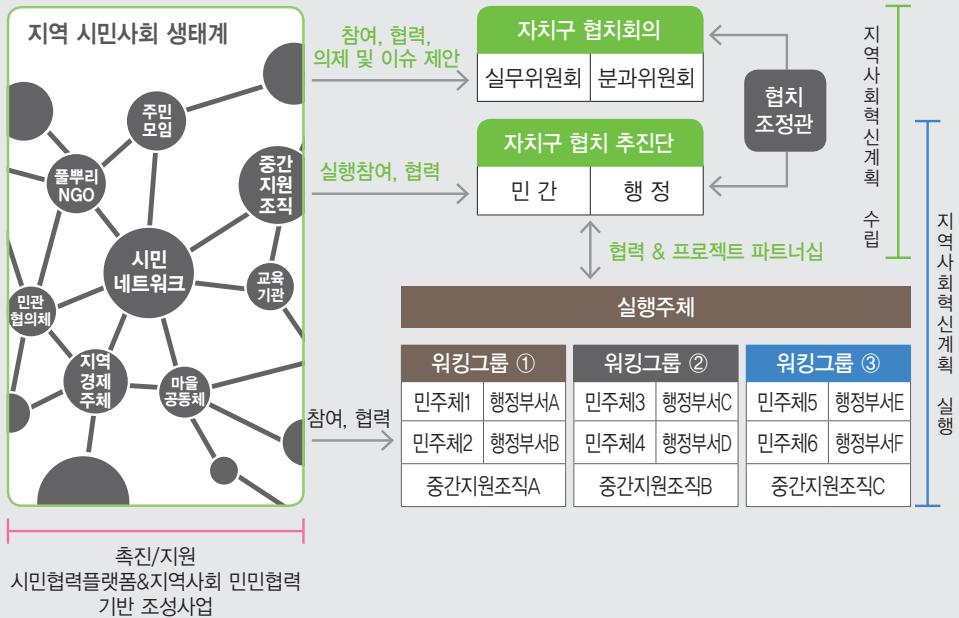 지역 시민사회 생태계
주민
모임
풀뿌리
NGO
중간
지원
조직
시민
네트워크
교육
기관
민관
협의체
지역
경제
주체
마을
공동체
촉진/지원
시민협력플랫폼&지역사회 민민협력
기반 조성사업
참여, 협력,
의제 및 이슈 제안
실행참여, 협력
참여, 협력
자치구 협치회의
실무위원회 분과위원회
협치
조정관
자치구 협치 추진단
민 간 행 정
협력 & 프로젝트 파트너십
실행주체
워킹그룹 ①
민주체1 행정부서A
민주체2 행정부서B
중간지원조직A
워킹그룹 ②
민주체3 행정부서C
민주체4 행정부서D
중간지원조직B
워킹그룹 ③
민주체5 행정부서E
민주체6 행정부서F
중간지원조직C
지역사회혁신계획 수립
지역사회혁신계획 실행